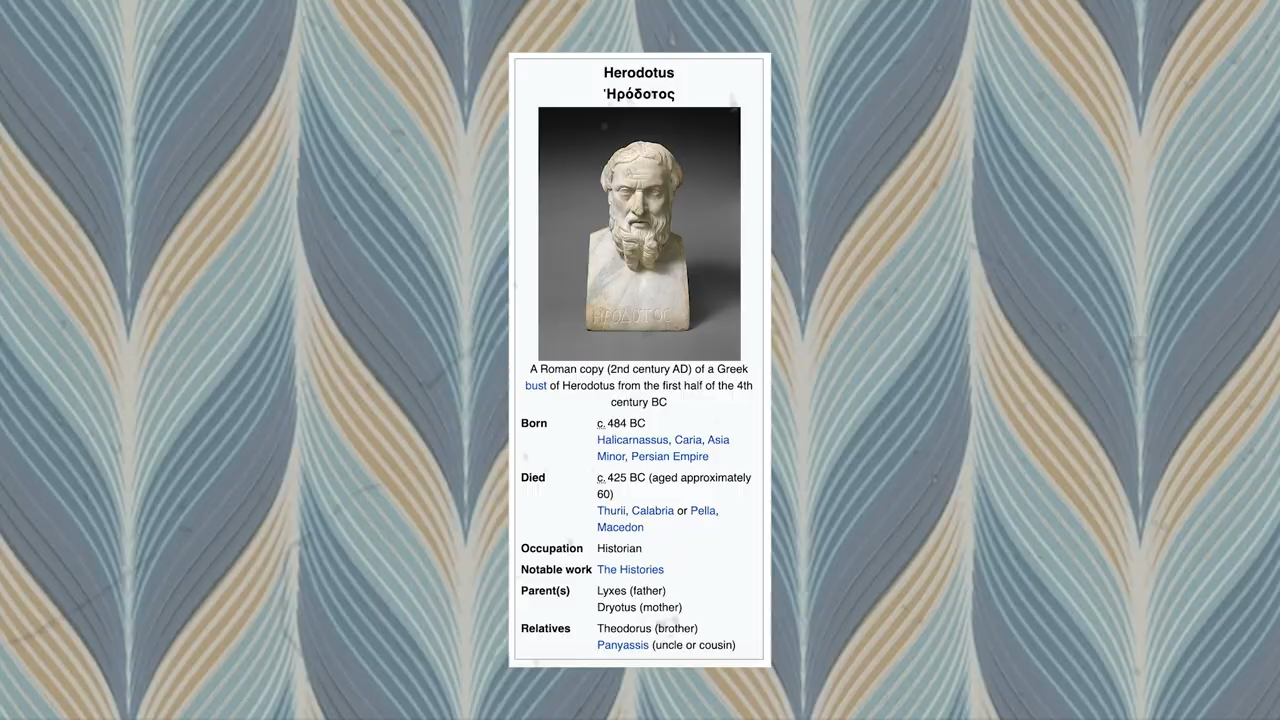 Herodotus
Ἡρόδοτος
ΗΡΟΔΟΤΟΣ
A Roman copy (2nd century AD) of a Greek
bust of Herodotus from the first half of the 4th
century BC
Born c. 484 BC
Halicarnassus, Caria, Asia
Minor, Persian Empire
Died c. 425 BC (aged approximately
60)
Thurii, Calabria or Pella,
Macedon
Occupation Historian
Notable work The Histories
Parent(s) Lyxes (father)
Dryotus (mother)
Relatives Theodorus (brother)
Panyassis (uncle or cousin)